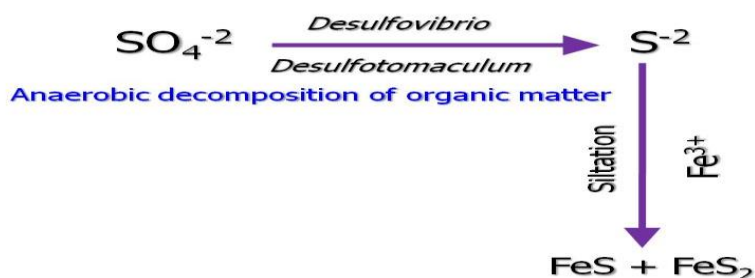 Desulfovibrio
SO₄⁻² S⁻²
Desulfotomaculum
Anaerobic decomposition of organic matter
Siltation
Fe³⁺
FeS + FeS₂